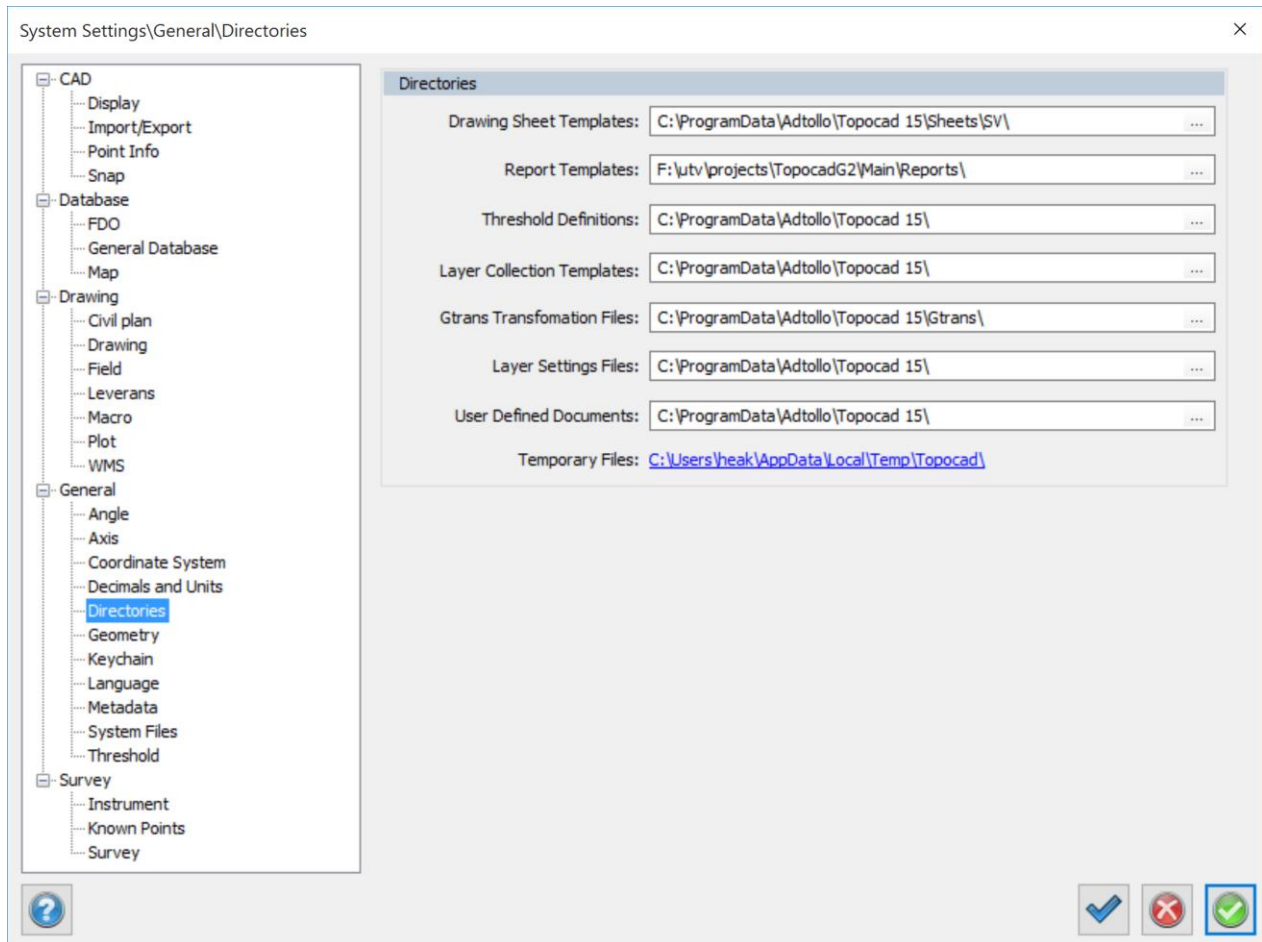 System Settings\General\Directories
CAD
Display
Import/Export
Point Info
Snap
Database
FDO
General Database
Map
Drawing
Civil plan
Drawing
Field
Leverans
Macro
Plot
WMS
General
Angle
Axis
Coordinate System
Decimals and Units
Directories
Geometry
Keychain
Language
Metadata
System Files
Threshold
Survey
Instrument
Known Points
Survey
Directories
Drawing Sheet Templates: C:\ProgramData\Adtollo\Topocad 15\Sheets\SV\ ...
Report Templates: F:\utv\projects\TopocadG2\Main\Reports\ ...
Threshold Definitions: C:\ProgramData\Adtollo\Topocad 15\ ...
Layer Collection Templates: C:\ProgramData\Adtollo\Topocad 15\ ...
Gtrans Transfomation Files: C:\ProgramData\Adtollo\Topocad 15\Gtrans\ ...
Layer Settings Files: C:\ProgramData\Adtollo\Topocad 15\ ...
User Defined Documents: C:\ProgramData\Adtollo\Topocad 15\ ...
Temporary Files: C:\Users\heak\AppData\Local\Temp\Topocad\